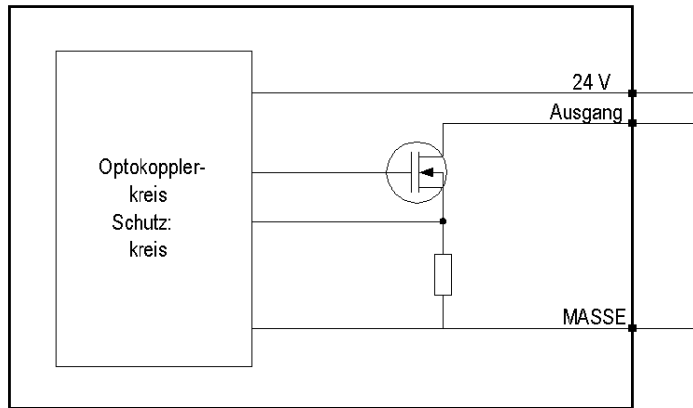 24 V
Ausgang
Optokoppler-
kreis
Schutz:
kreis
MASSE